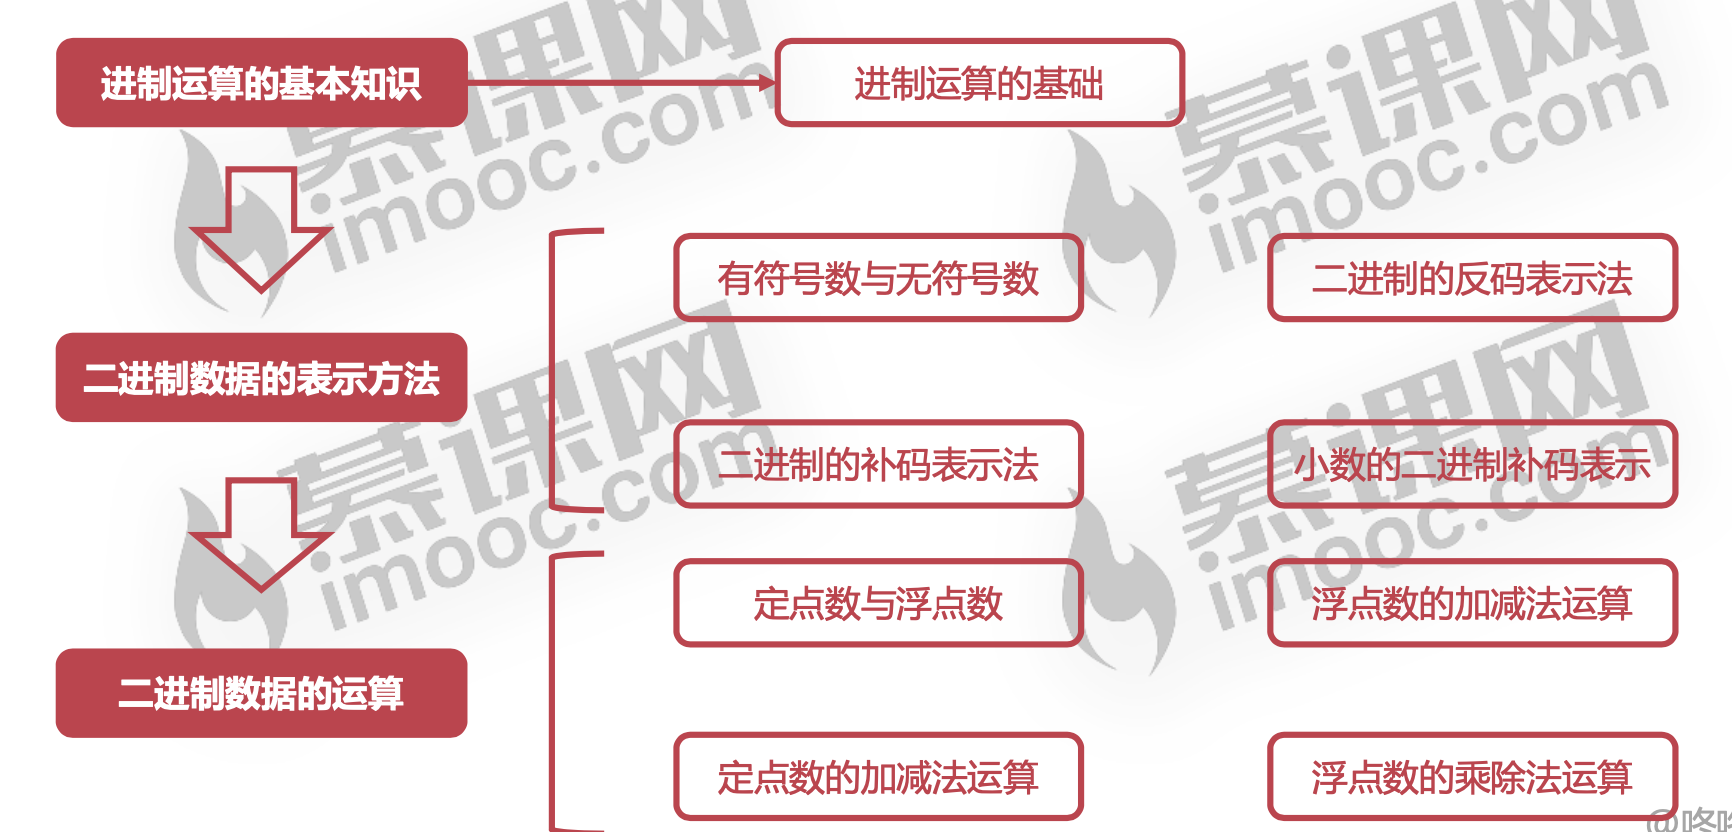 进制运算的基本知识
进制运算的基础
有符号数与无符号数
二进制的反码表示法
二进制数据的表示方法
二进制的补码表示法
小数的二进制补码表示
定点数与浮点数
浮点数的加减法运算
二进制数据的运算
定点数的加减法运算
浮点数的乘除法运算
慕课网
imooc.com
慕课网
imooc.com
慕课网
imooc.com
慕课网
imooc.com